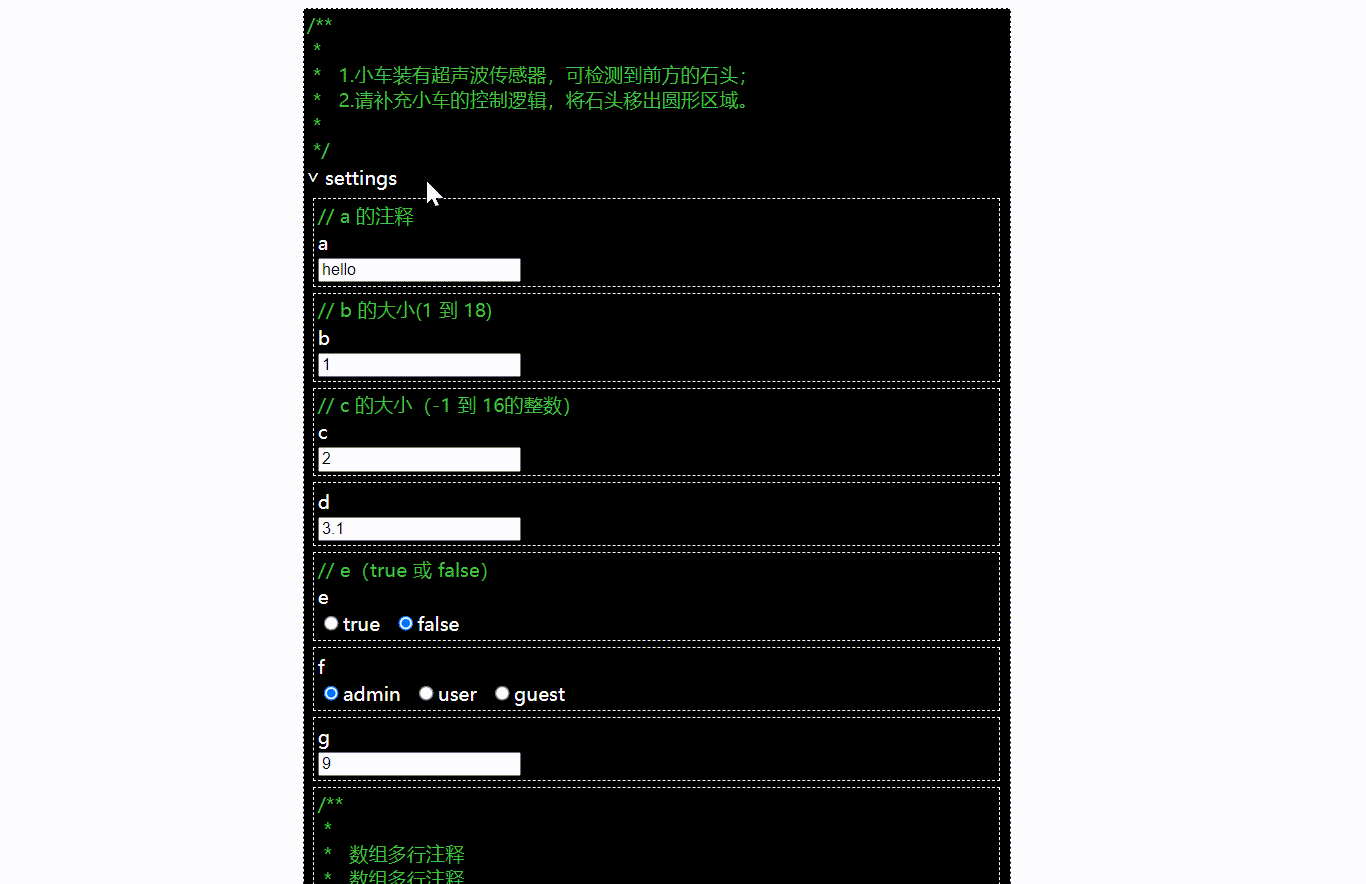 /**
*
* 1.小车装有超声波传感器，可检测到前方的石头；
* 2.请补充小车的控制逻辑，将石头移出圆形区域。
*
*/
v settings
// a 的注释
a
hello
// b 的大小(1 到 18)
b
1
// c 的大小（-1 到 16的整数）
c
2
d
3.1
// e（true 或 false）
e
true false
f
admin user guest
g
9
/**
*
* 数组多行注释
* 数组多行注释